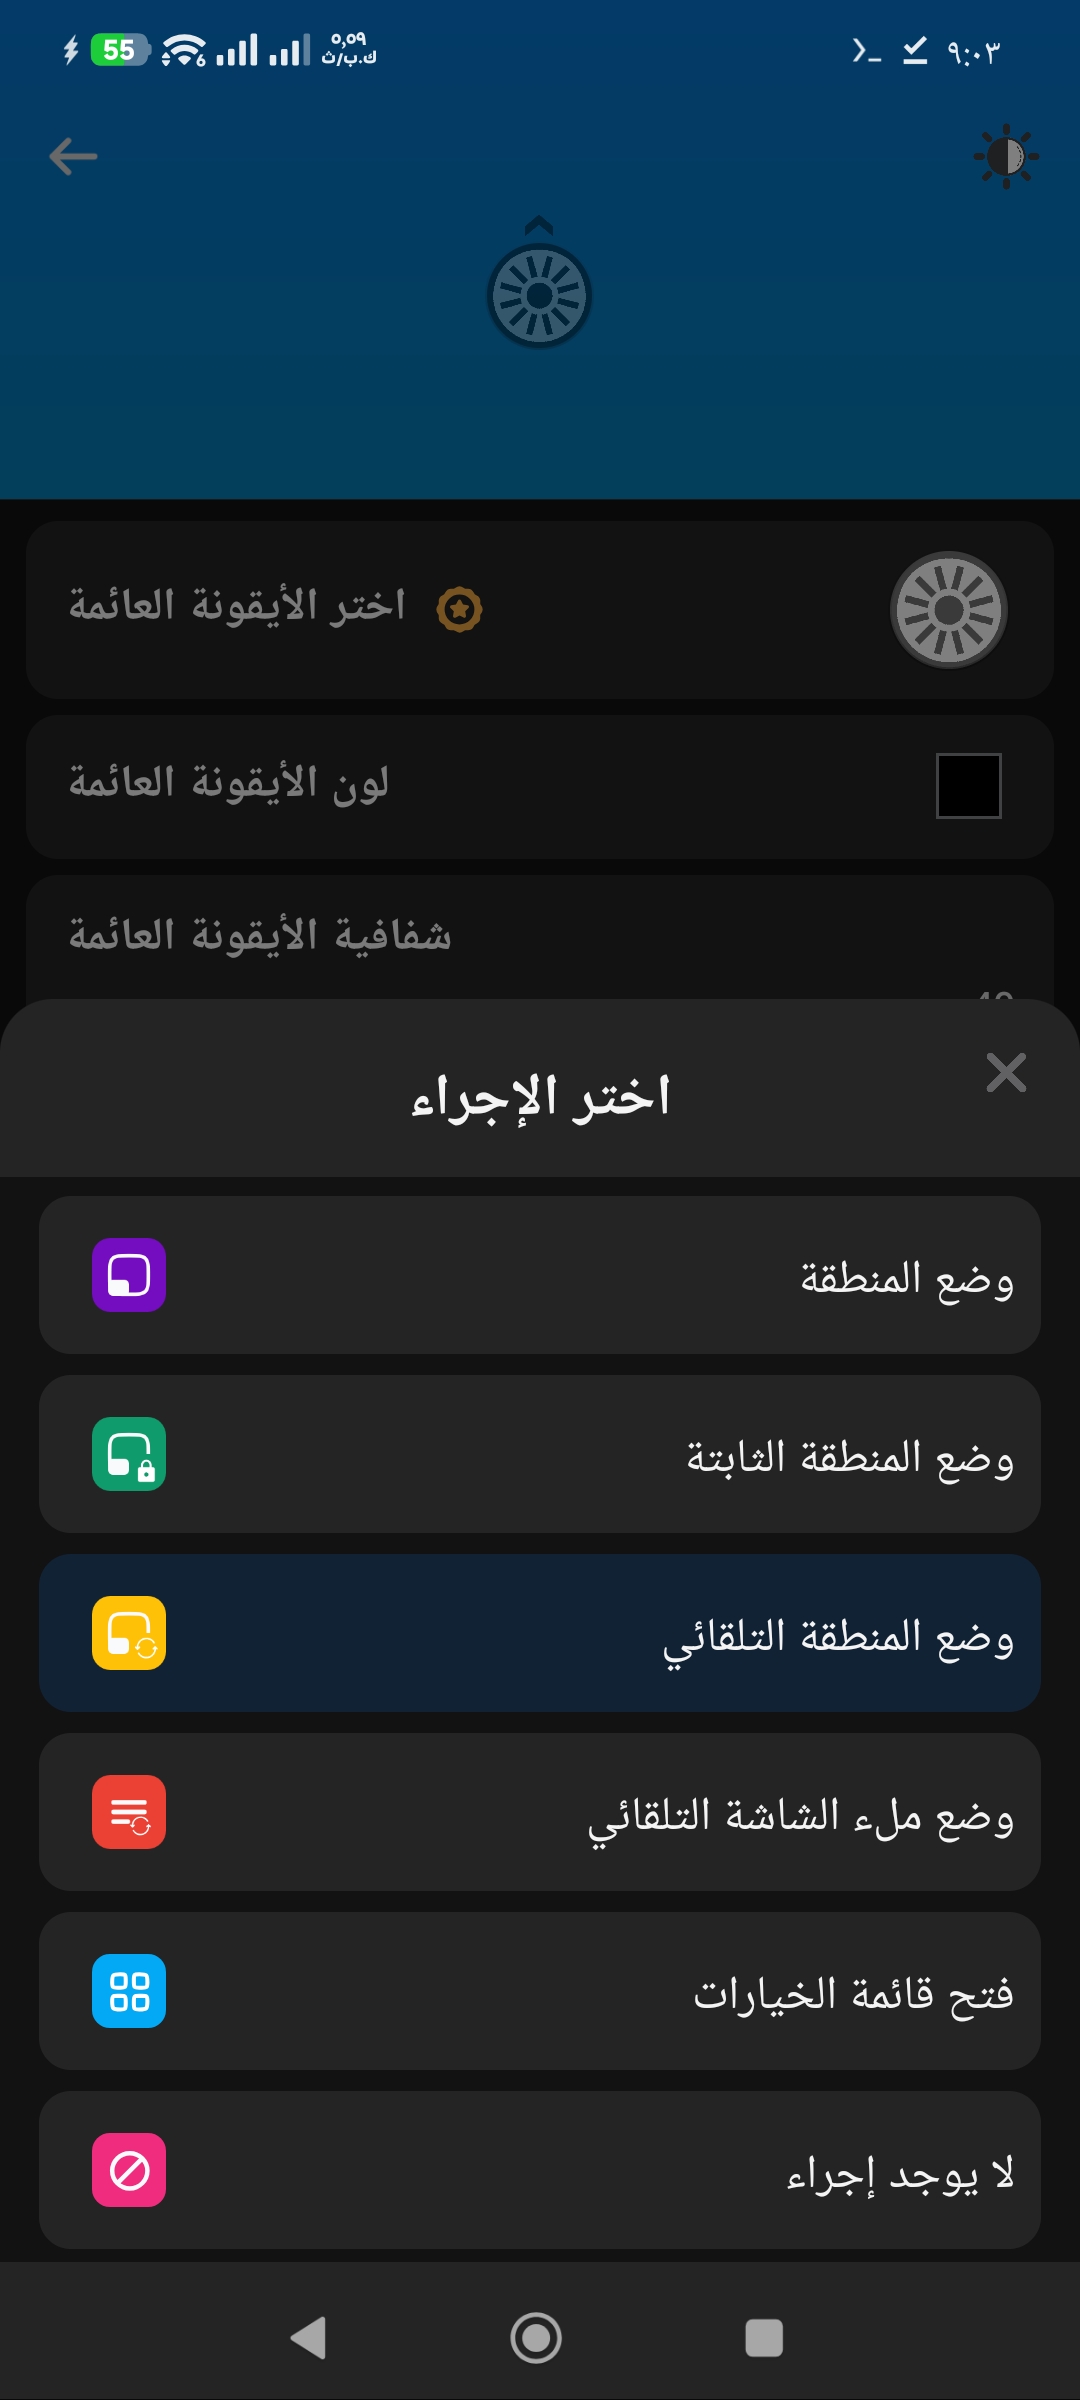 55
6
٥,٥٩
ك.ب/ث
٩:٠٣
اختر الأيقونة العائمة
لون الأيقونة العائمة
شفافية الأيقونة العائمة
اختر الإجراء
وضع المنطقة
وضع المنطقة الثابتة
وضع المنطقة التلقائي
وضع ملء الشاشة التلقائي
فتح قائمة الخيارات
لا يوجد إجراء